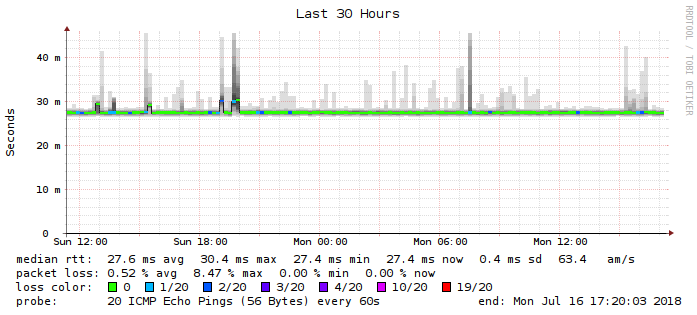 Last 30 Hours
RRDTOOL / TOBI OETIKER
Seconds
40 m
30 m
20 m
10 m
0
Sun 12:00 Sun 18:00 Mon 00:00 Mon 06:00 Mon 12:00
median rtt: 27.6 ms avg 30.4 ms max 27.4 ms min 27.4 ms now 0.4 ms sd 63.4 am/s
packet loss: 0.52 % avg 8.47 % max 0.00 % min 0.00 % now
loss color: 0 1/20 2/20 3/20 4/20 10/20 19/20
probe: 20 ICMP Echo Pings (56 Bytes) every 60s end: Mon Jul 16 17:20:03 2018